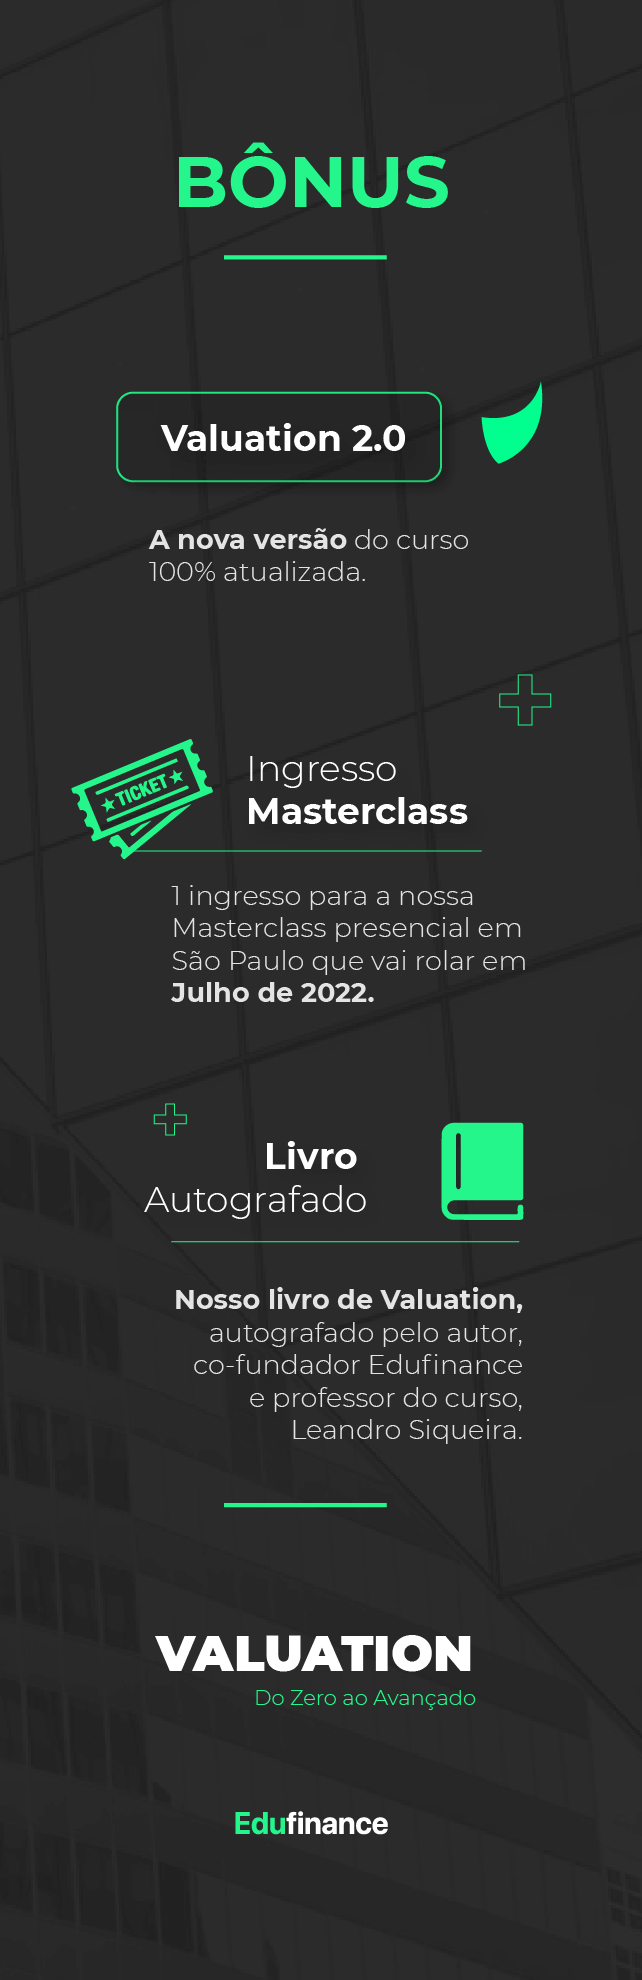 BÔNUS
Valuation 2.0
A nova versão do curso
100% atualizada.
TICKET
Ingresso
Masterclass
1 ingresso para a nossa
Masterclass presencial em
São Paulo que vai rolar em
Julho de 2022.
Livro
Autografado
Nosso livro de Valuation,
autografado pelo autor,
co-fundador Edufinance
e professor do curso,
Leandro Siqueira.
VALUATION
Do Zero ao Avançado
Edufinance